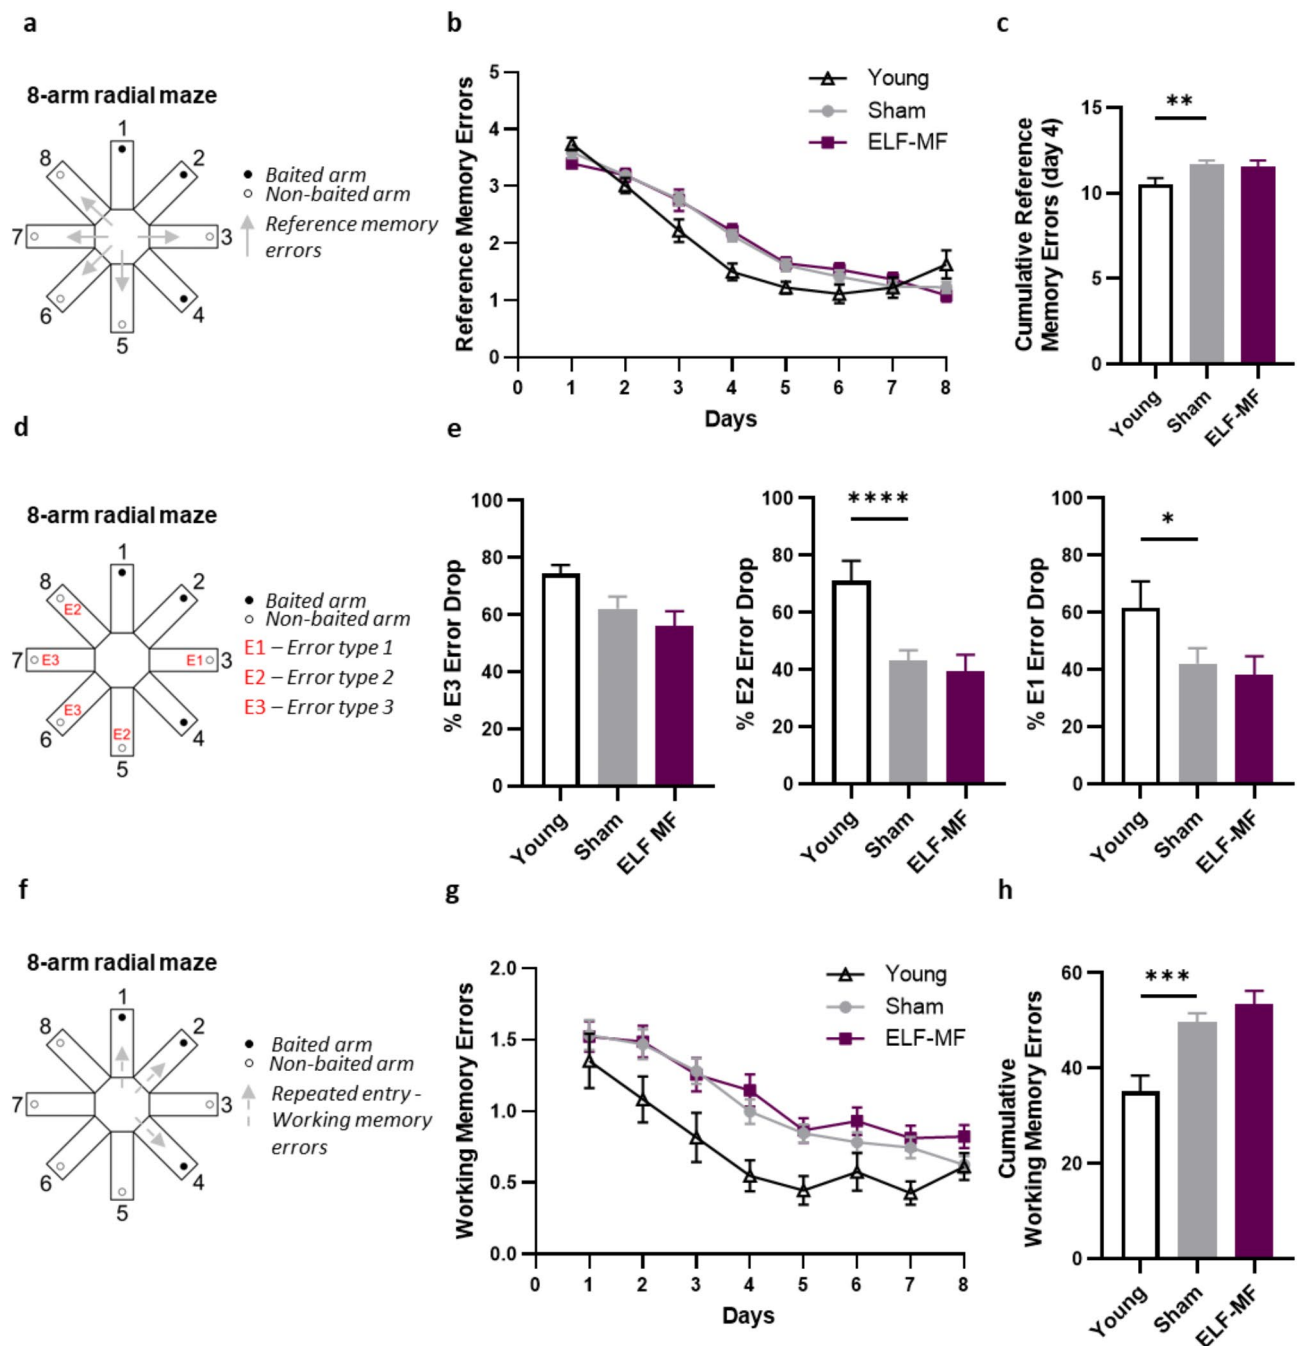 a
8-arm radial maze
1
8
2
7
3
6
4
5
Baited arm
Non-baited arm
Reference memory
errors
b
Reference Memory Errors
5
4
3
2
1
0
0 1 2 3 4 5 6 7 8
Days
Young
Sham
ELF-MF
c
Cumulative Reference
Memory Errors (day 4)
15
10
5
0
**
Young
Sham
ELF-MF
d
8-arm radial maze
1
8
2
E2
7
E3
E1
3
E3
6
E2
4
5
Baited arm
Non-baited arm
E1 – Error type 1
E2 – Error type 2
E3 – Error type 3
e
% E3 Error Drop
100
80
60
40
20
0
Young
Sham
ELF MF
% E2 Error Drop
100
80
60
40
20
0
****
Young
Sham
ELF-MF
% E1 Error Drop
100
80
60
40
20
0
*
Young
Sham
ELF-MF
f
8-arm radial maze
1
8
2
7
3
6
4
5
Baited arm
Non-baited arm
Repeated entry -
Working memory
errors
g
Working Memory Errors
2.0
1.5
1.0
0.5
0.0
0 1 2 3 4 5 6 7 8
Days
Young
Sham
ELF-MF
h
Cumulative
Working Memory Errors
60
40
20
0
***
Young
Sham
ELF-MF